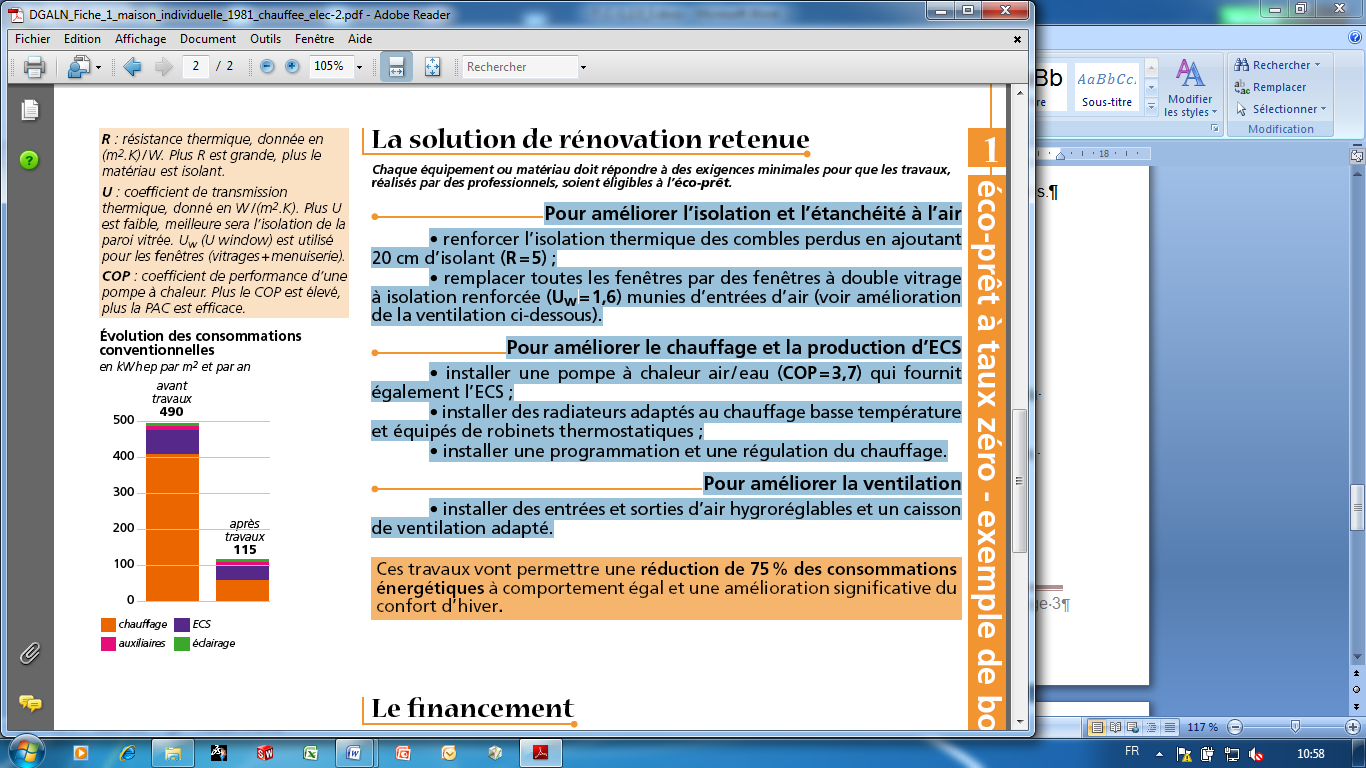 DGALN_Fiche_1_maison_individuelle_1981_chauffee_elec-2.pdf - Adobe Reader
Fichier Edition Affichage Document Outils Fenêtre Aide
2 / 2 105% Rechercher
R : résistance thermique, donnée en
(m².K)/W. Plus R est grande, plus le
matériau est isolant.
U : coefficient de transmission
thermique, donné en W/(m².K). Plus U
est faible, meilleure sera l'isolation de la
paroi vitrée. Uw (U window) est utilisé
pour les fenêtres (vitrages+menuiserie).
COP : coefficient de performance d'une
pompe à chaleur. Plus le COP est élevé,
plus la PAC est efficace.
Évolution des consommations
conventionnelles
en kWhep par m² et par an
avant
travaux
490
500
400
300
200
100
0
après
travaux
115
chauffage ECS
auxiliaires éclairage
La solution de rénovation retenue
Chaque équipement ou matériau doit répondre à des exigences minimales pour que les travaux,
réalisés par des professionnels, soient éligibles à l'éco-prêt.
Pour améliorer l'isolation et l'étanchéité à l'air
• renforcer l'isolation thermique des combles perdus en ajoutant
20 cm d'isolant (R=5) ;
• remplacer toutes les fenêtres par des fenêtres à double vitrage
à isolation renforcée (Uw=1,6) munies d'entrées d'air (voir amélioration
de la ventilation ci-dessous).
Pour améliorer le chauffage et la production d'ECS
• installer une pompe à chaleur air/eau (COP=3,7) qui fournit
également l'ECS ;
• installer des radiateurs adaptés au chauffage basse température
et équipés de robinets thermostatiques ;
• installer une programmation et une régulation du chauffage.
Pour améliorer la ventilation
• installer des entrées et sorties d'air hygroréglables et un caisson
de ventilation adapté.
Ces travaux vont permettre une réduction de 75 % des consommations
énergétiques à comportement égal et une amélioration significative du
confort d'hiver.
Le financement
1
éco-prêt à taux zéro - exemple de bo
AaBbCc.
Sous-titre
Modifier
les styles
Rechercher
Remplacer
Sélectionner
Modification
18
s.¶
ge·3¶
117 %
FR 10:58